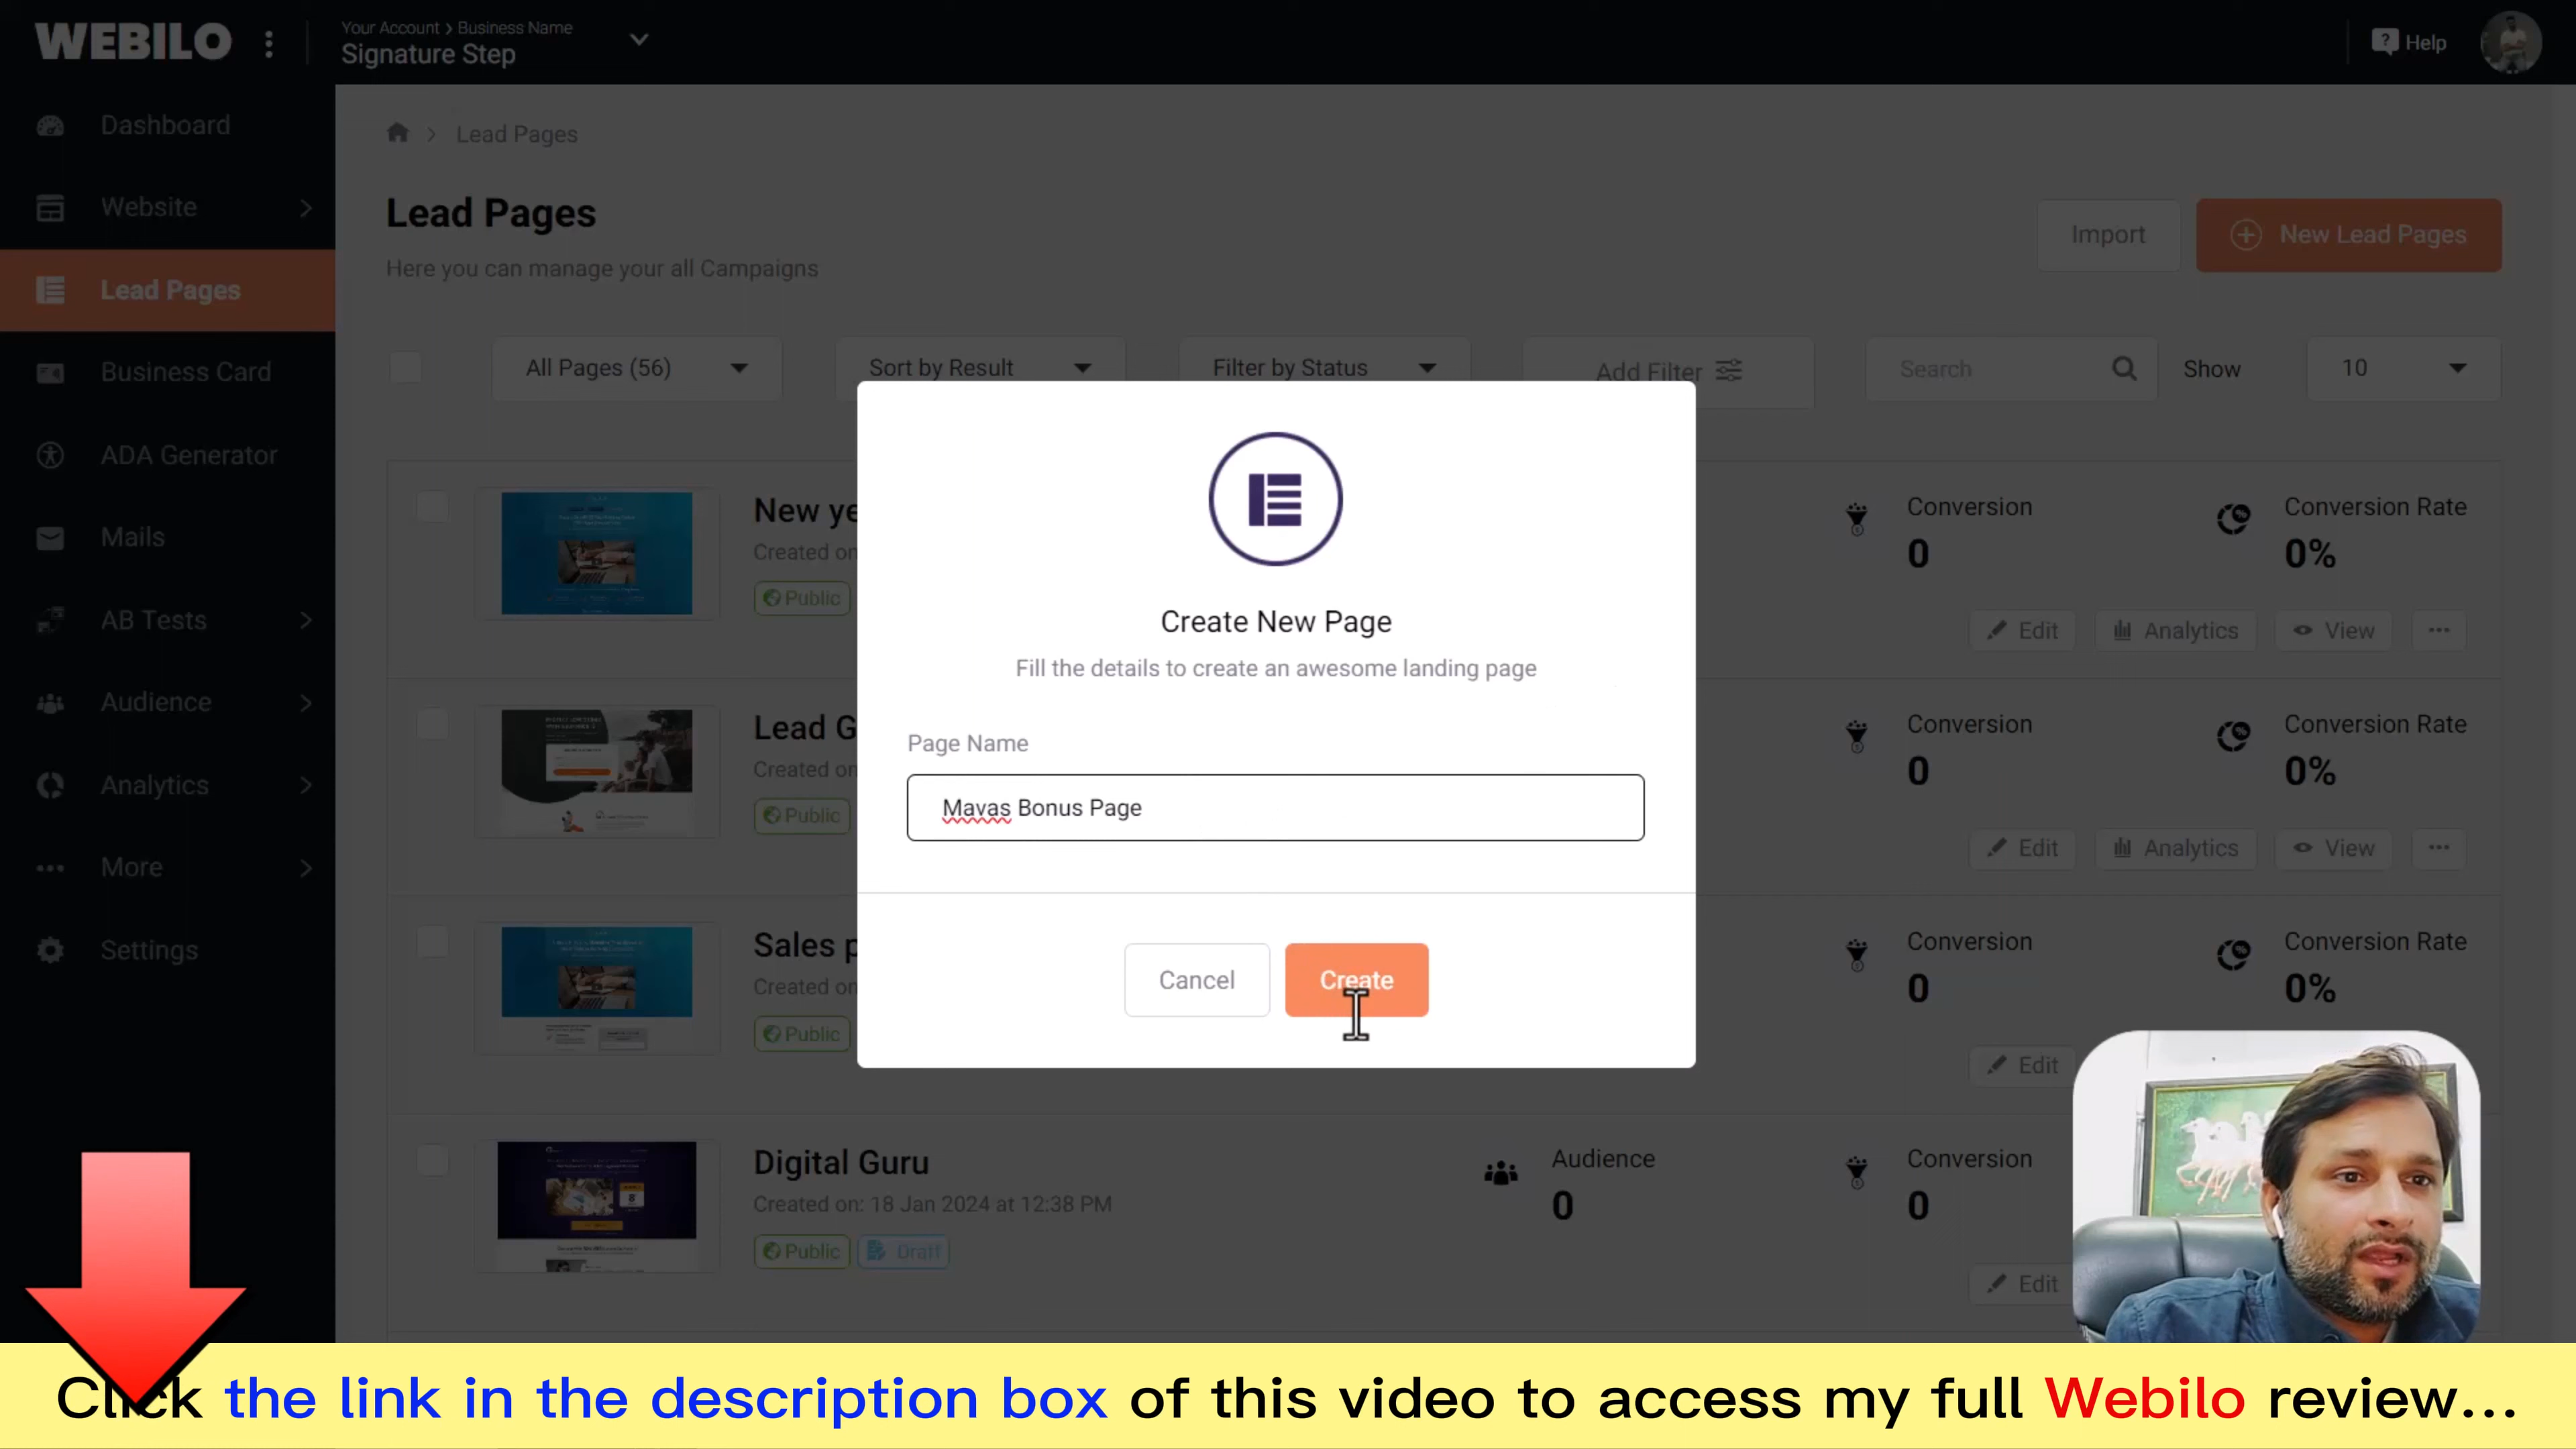 WEBILO
Your Account > Business Name
Signature Step
Help
Dashboard
Website
Lead Pages
Business Card
ADA Generator
Mails
AB Tests
Audience
Analytics
More
Settings
Lead Pages
Lead Pages
Here you can manage your all Campaigns
Import
New Lead Pages
All Pages (56)
Sort by Result
Filter by Status
Add Filter
Search
Show
10
New ye
Created on
Public
Conversion
0
Conversion Rate
0%
Edit
Analytics
View
Lead G
Created on
Public
Conversion
0
Conversion Rate
0%
Edit
Analytics
View
Sales p
Created on
Public
Conversion
0
Conversion Rate
0%
Edit
Digital Guru
Created on: 18 Jan 2024 at 12:38 PM
Public
Draft
Audience
0
Conversion
0
Edit
Create New Page
Fill the details to create an awesome landing page
Page Name
Mavas Bonus Page
Cancel
Create
Click the link in the description box of this video to access my full Webilo review...